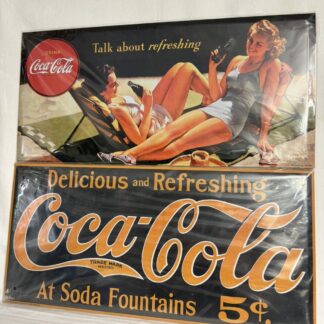 Talk about refreshing
DRINK
Coca-Cola
Delicious and Refreshing
Coca-Cola
TRADE MARK
At Soda Fountains 5¢